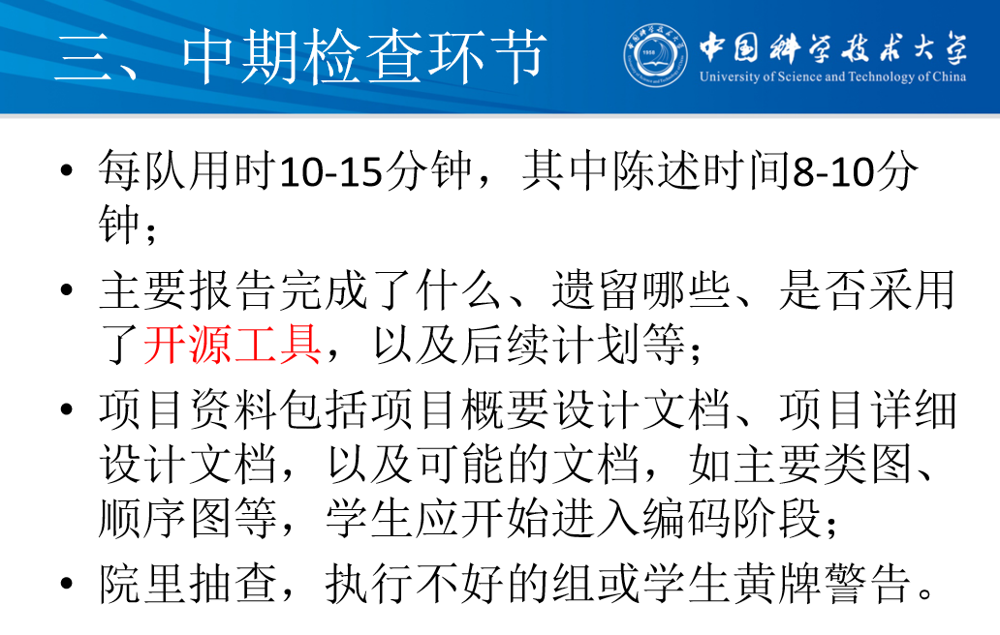 三、中期检查环节
中国科学技术大学
University of Science and Technology of China
1958
• 每队用时10-15分钟，其中陈述时间8-10分
钟；
• 主要报告完成了什么、遗留哪些、是否采用
了开源工具，以及后续计划等；
• 项目资料包括项目概要设计文档、项目详细
设计文档，以及可能的文档，如主要类图、
顺序图等，学生应开始进入编码阶段；
• 院里抽查，执行不好的组或学生黄牌警告。